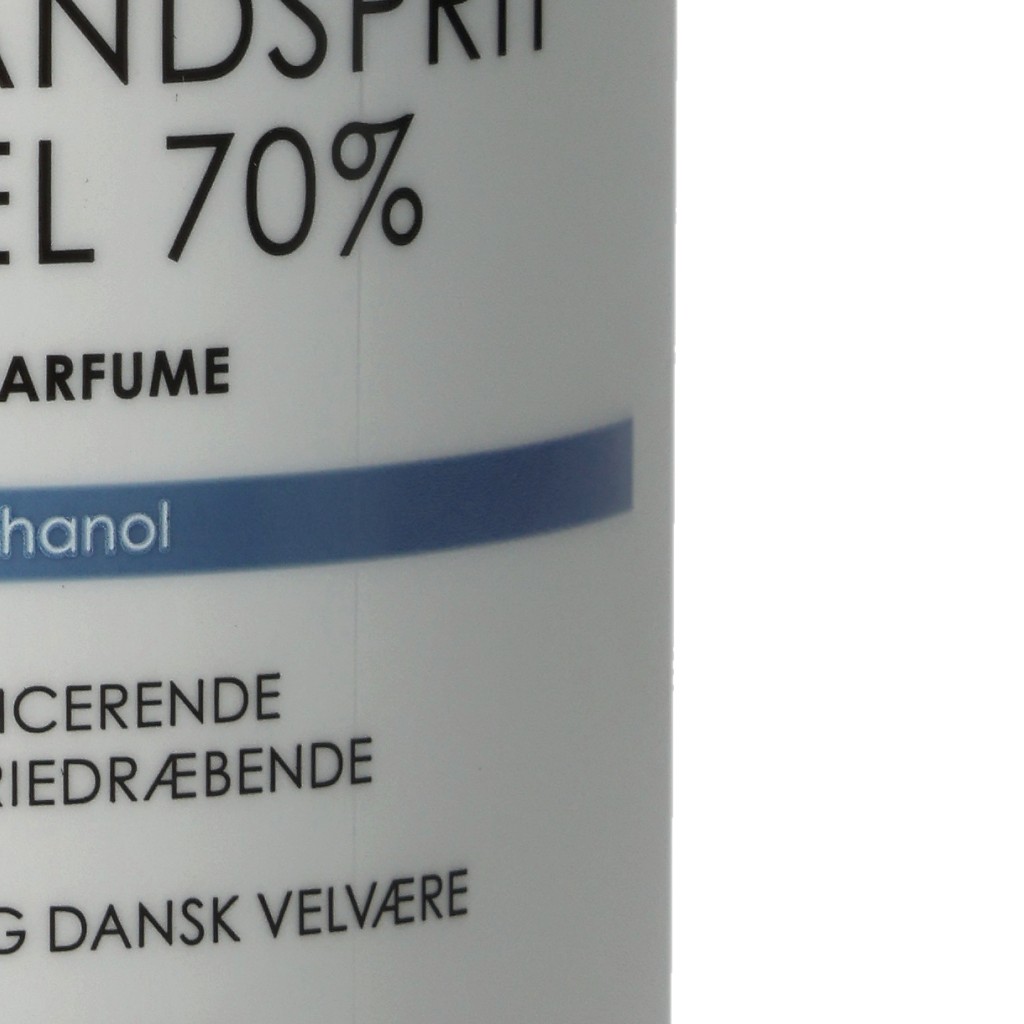 ANDSPRIT
EL 70%
ARFUME
hanol
ICERENDE
RIEDRÆBENDE
G DANSK VELVÆRE